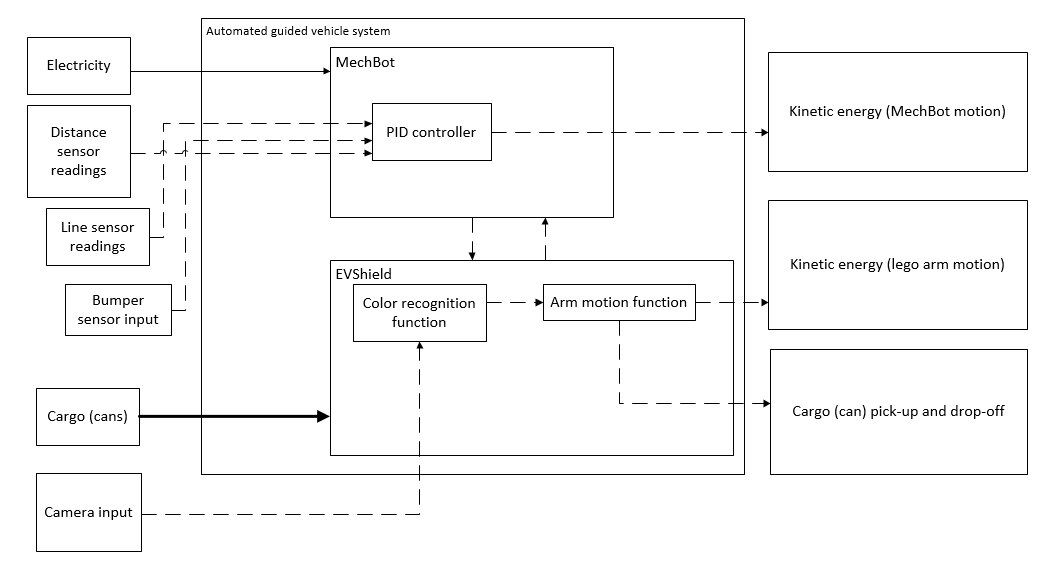 Automated guided vehicle system
Electricity
MechBot
Distance
sensor
readings
PID controller
Kinetic energy (MechBot motion)
Line sensor
readings
Bumper
sensor input
EVShield
Color recognition
function
Arm motion function
Kinetic energy (lego arm motion)
Cargo (cans)
Cargo (can) pick-up and drop-off
Camera input